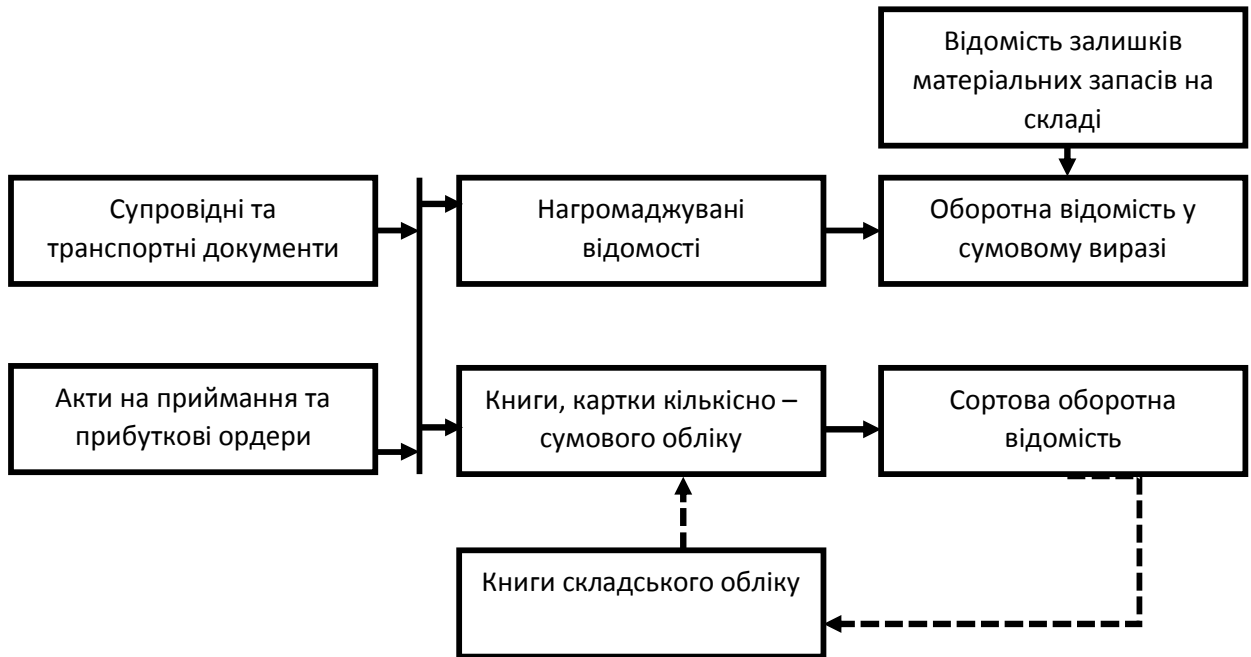 Відомість залишків
матеріальних запасів на
складі
Супровідні та
транспортні документи
Нагромаджувані
відомості
Оборотна відомість у
сумовому виразі
Акти на приймання та
прибуткові ордери
Книги, картки кількісно –
сумового обліку
Сортова оборотна
відомість
Книги складського обліку